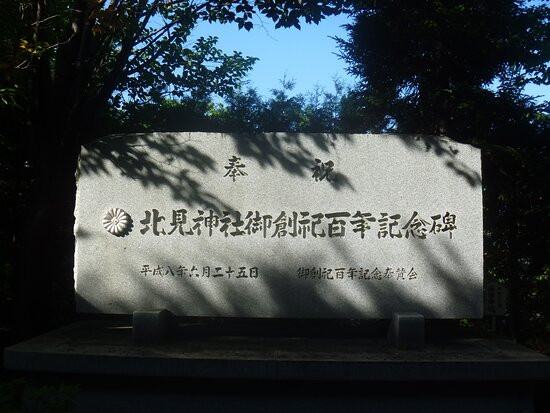 奉祝
北見神社御創祀百年記念碑
平成八年六月二十五日 御創祀百年記念奉賛会